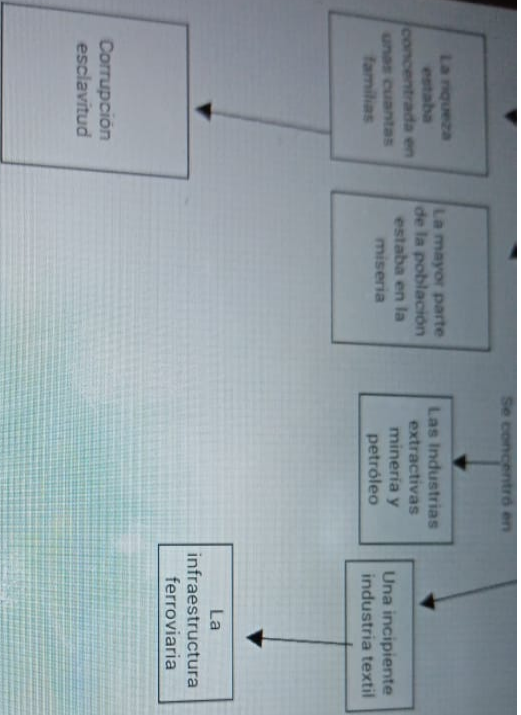 La riqueza
estaba
concentrada en
unas cuantas
familias
La mayor parte
de la población
estaba en la
miseria
Se concentró en
Las Industrias
extractivas
minería y
petróleo
Una incipiente
industria textil
Corrupción
esclavitud
La
infraestructura
ferroviaria